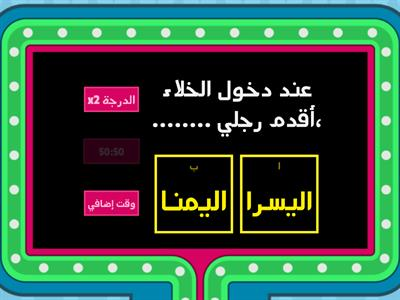 عند دخول الخلاء
،أقدم رجلي ........
الدرجة x2
50:50
وقت إضافي
أ
اليسرا
ب
اليمنا